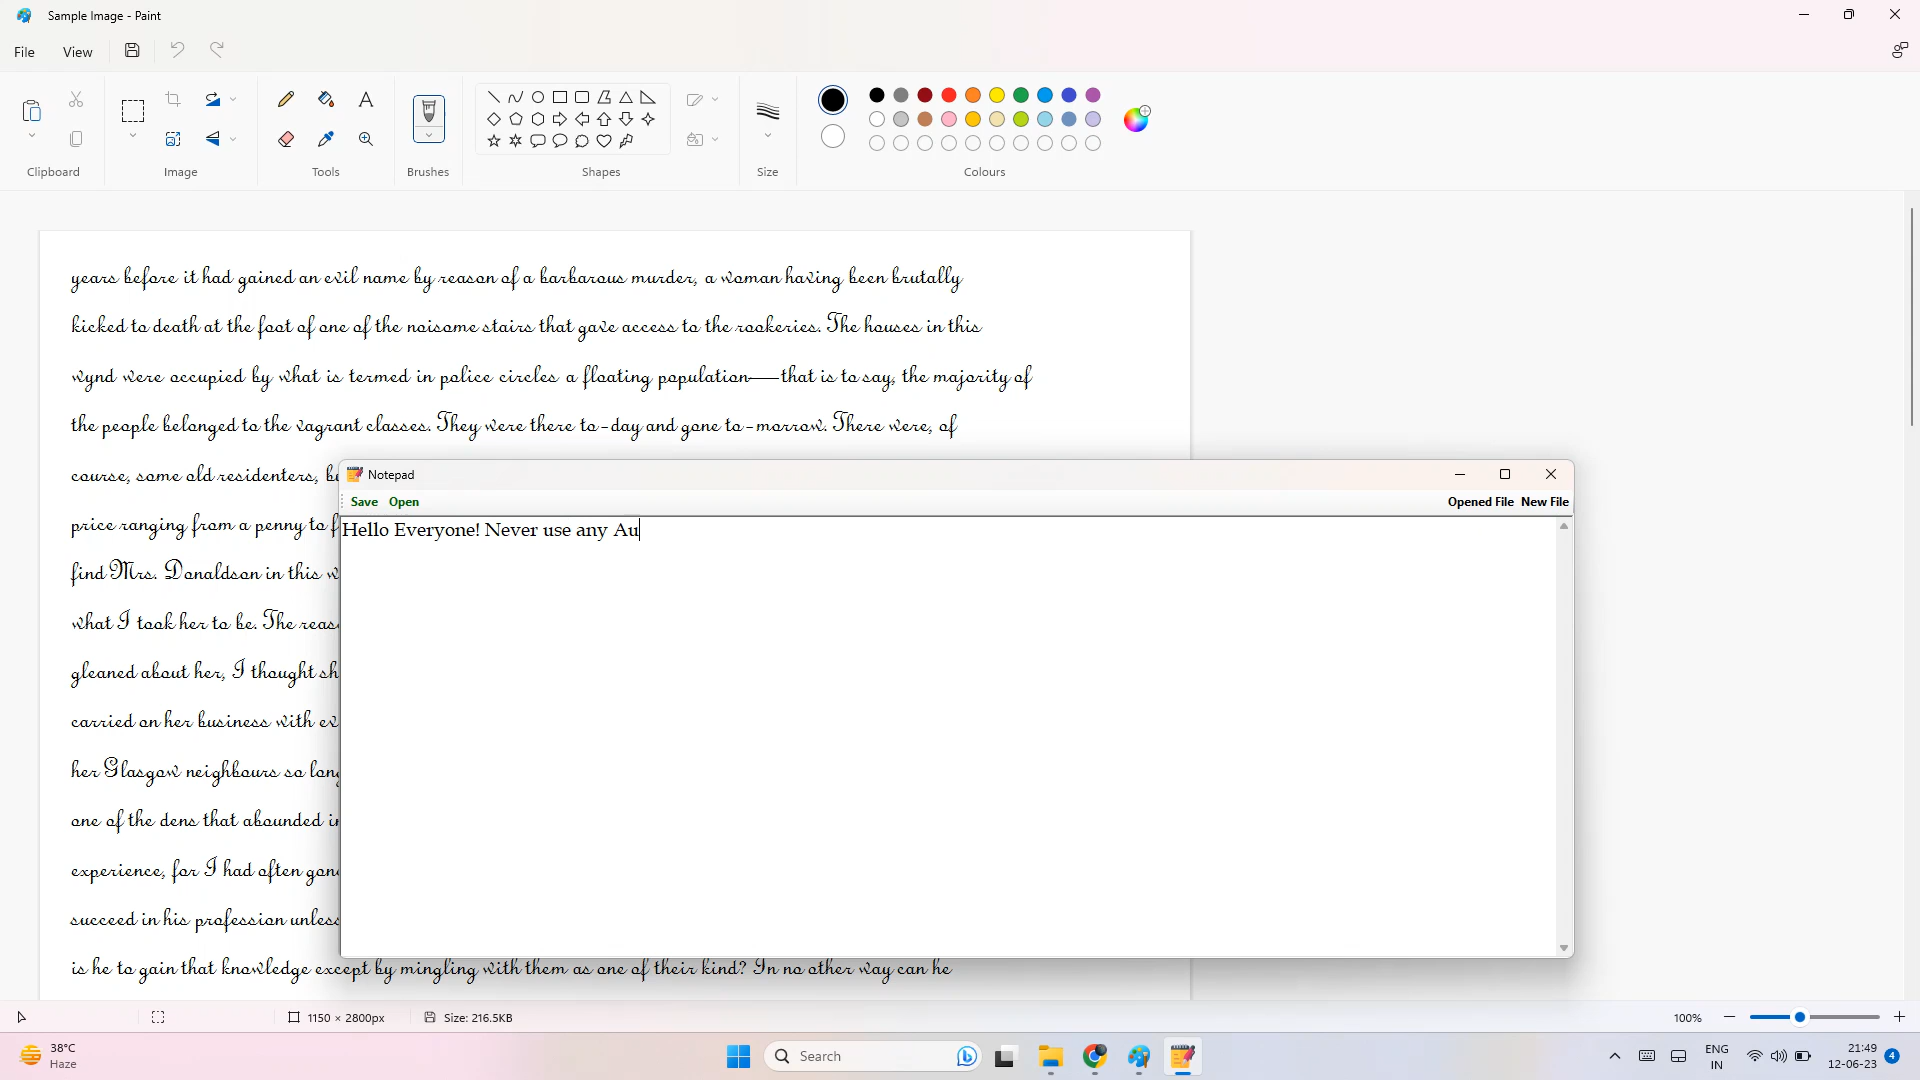 Sample Image - Paint
File View
Clipboard Image Tools Brushes Shapes Size Colours
years before it had gained an evil name by reason of a barbarous murder, a woman having been brutally
kicked to death at the foot of one of the noisome stairs that gave access to the rookeries. The houses in this
wynd were occupied by what is termed in police circles a floating population—that is to say, the majority of
the people belonged to the vagrant classes. They were there to-day and gone to-morrow. There were, of
course, some old residenters,
Notepad
Save Open
Opened File New File
price ranging from a penny to
Hello Everyone! Never use any Au
find Mrs. Donaldson in this
what I took her to be. The
gleaned about her, I thought
carried on her business with
her Glasgow neighbours so
one of the dens that abounded
experience, for I had often
succeed in his profession
is he to gain that knowledge except by mingling with them as one of their kind? In no other way can he
1150 × 2800px Size: 216.5KB 100%
38°C
Haze
Search
ENG
IN
21:49
12-06-23
4